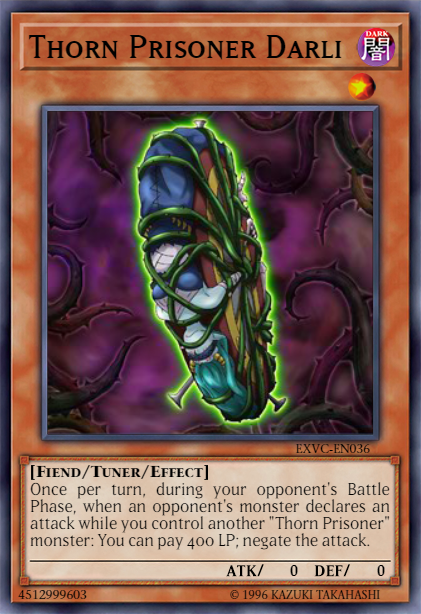 THORN PRISONER DARLI
DARK
闇
EXVC-EN036
[FIEND/TUNER/EFFECT]
Once per turn, during your opponent's Battle
Phase, when an opponent's monster declares an
attack while you control another "Thorn Prisoner"
monster: You can pay 400 LP; negate the attack.
ATK/ 0 DEF/ 0
4512999603 © 1996 KAZUKI TAKAHASHI